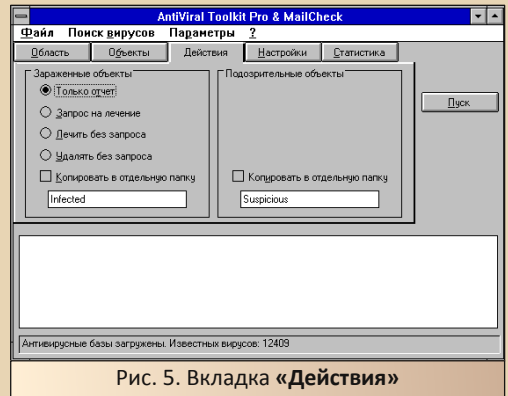 AntiViral Toolkit Pro & MailCheck
Файл Поиск вирусов Параметры ?
Область Объекты Действия Настройки Статистика
Зараженные объекты
Только отчет
Запрос на лечение
Лечить без запроса
Удалять без запроса
Копировать в отдельную папку
Infected
Подозрительные объекты
Копировать в отдельную папку
Suspicious
Пуск
Антивирусные базы загружены. Известных вирусов: 12409
Рис. 5. Вкладка «Действия»